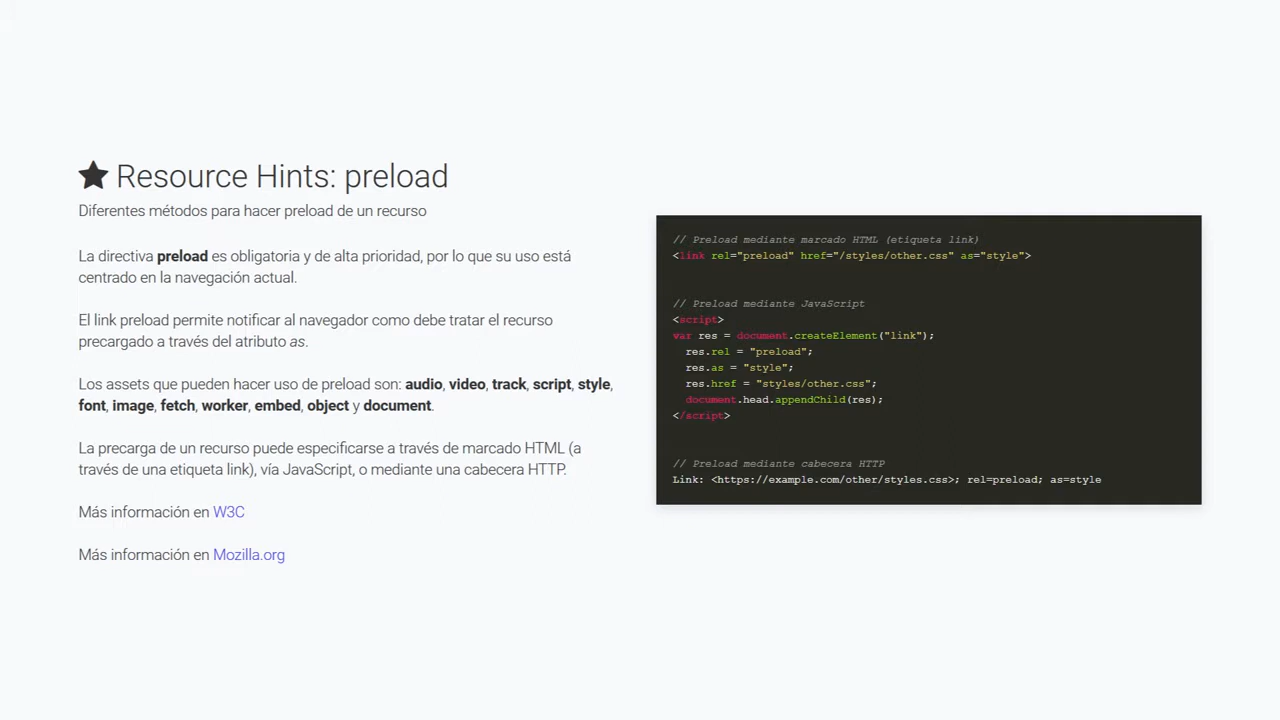 Resource Hints: preload
Diferentes métodos para hacer preload de un recurso
La directiva preload es obligatoria y de alta prioridad, por lo que su uso está
centrado en la navegación actual.
El link preload permite notificar al navegador como debe tratar el recurso
precargado a través del atributo as.
Los assets que pueden hacer uso de preload son: audio, video, track, script, style,
font, image, fetch, worker, embed, object y document.
La precarga de un recurso puede especificarse a través de marcado HTML (a
través de una etiqueta link), vía JavaScript, o mediante una cabecera HTTP.
Más información en W3C
Más información en Mozilla.org
// Preload mediante marcado HTML (etiqueta link)
<link rel="preload" href="/styles/other.css" as="style">
// Preload mediante JavaScript
<script>
var res = document.createElement("link");
res.rel = "preload";
res.as = "style";
res.href = "styles/other.css";
document.head.appendChild(res);
</script>
// Preload mediante cabecera HTTP
Link: <https://example.com/other/styles.css>; rel=preload; as=style